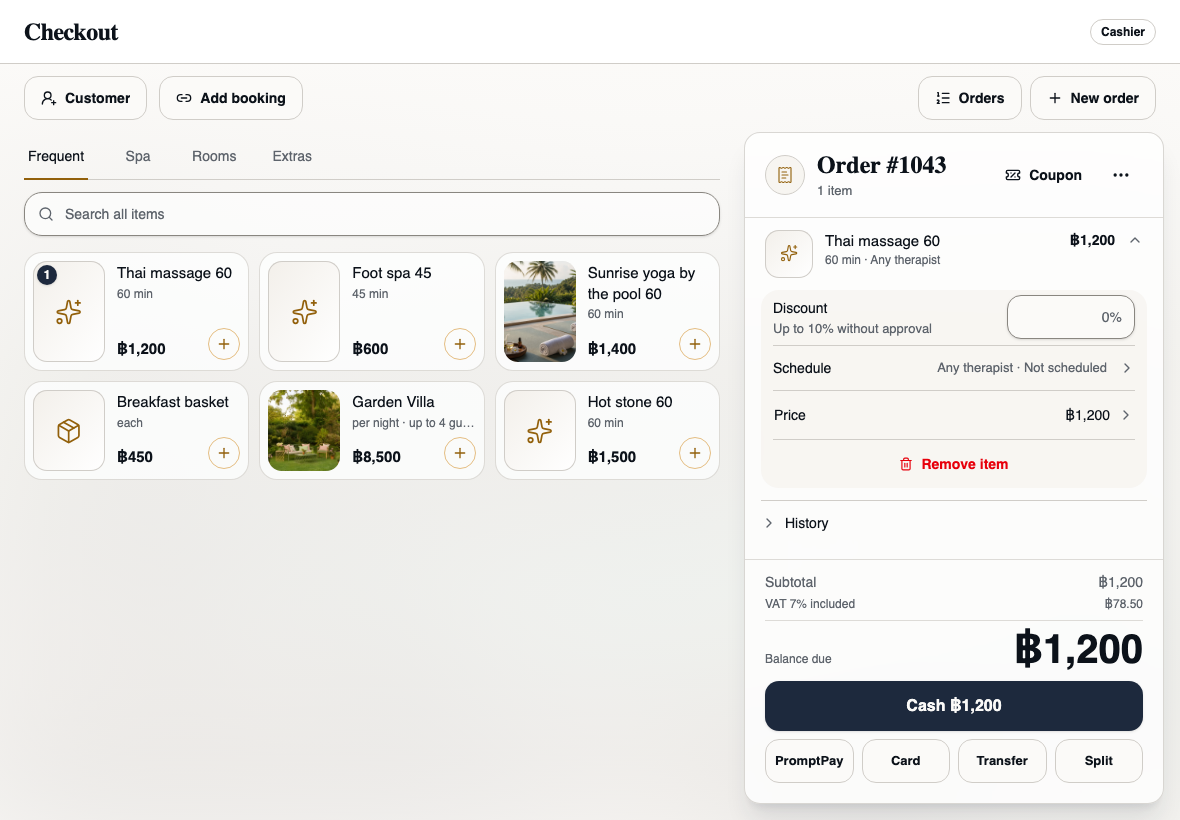 Checkout
Cashier
Customer
Add booking
Orders
New order
Frequent
Spa
Rooms
Extras
Search all items
1
Thai massage 60
60 min
฿1,200
Foot spa 45
45 min
฿600
Sunrise yoga by
the pool 60
60 min
฿1,400
Breakfast basket
each
฿450
Garden Villa
per night · up to 4 gu…
฿8,500
Hot stone 60
60 min
฿1,500
Order #1043
1 item
Coupon
Thai massage 60
฿1,200
60 min · Any therapist
Discount
Up to 10% without approval
0%
Schedule
Any therapist · Not scheduled
Price
฿1,200
Remove item
History
Subtotal
฿1,200
VAT 7% included
฿78.50
Balance due
฿1,200
Cash ฿1,200
PromptPay
Card
Transfer
Split